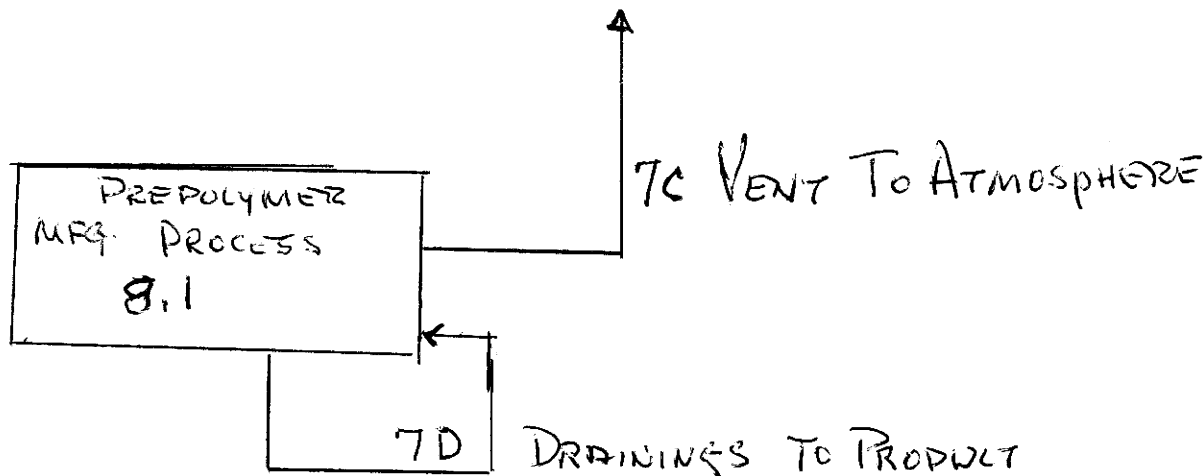 7C VENT TO ATMOSPHERE
PREPOLYMER
MFG. PROCESS
8.1
7D DRAININGS TO PRODUCT